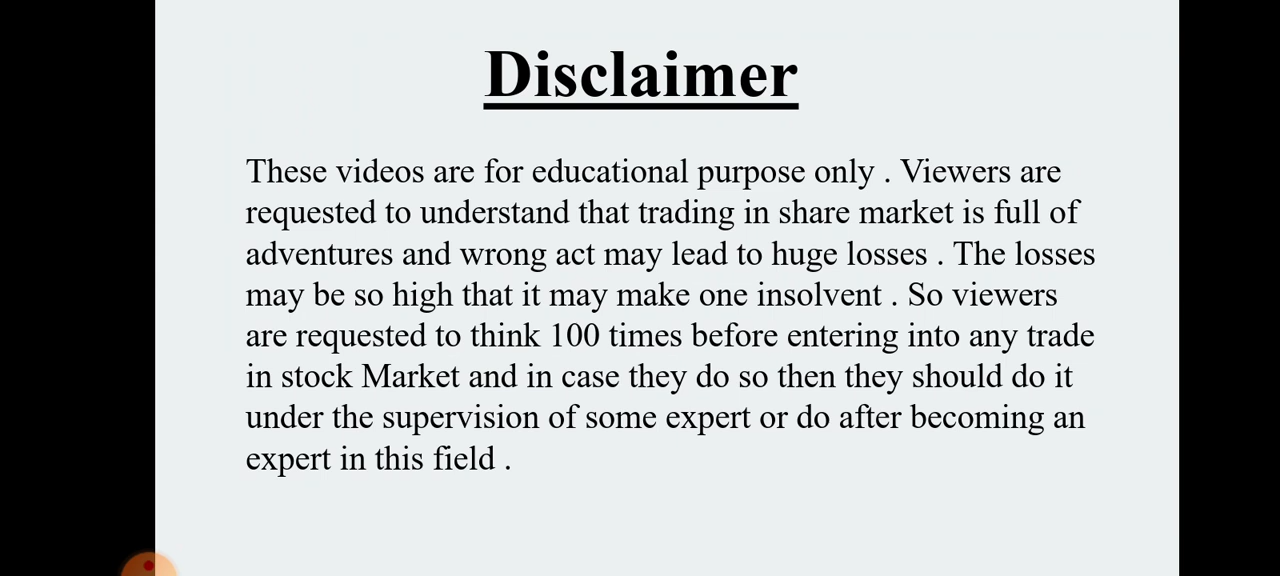 Disclaimer
These videos are for educational purpose only . Viewers are
requested to understand that trading in share market is full of
adventures and wrong act may lead to huge losses . The losses
may be so high that it may make one insolvent . So viewers
are requested to think 100 times before entering into any trade
in stock Market and in case they do so then they should do it
under the supervision of some expert or do after becoming an
expert in this field .